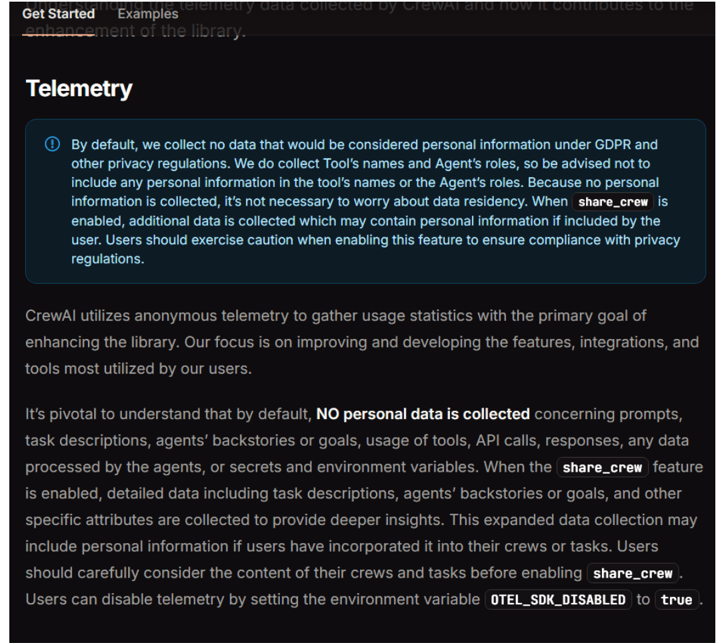 Get Started Examples
Understanding the telemetry data collected by CrewAI and how it contributes to the
enhancement of the library.
Telemetry
By default, we collect no data that would be considered personal information under GDPR and
other privacy regulations. We do collect Tool's names and Agent's roles, so be advised not to
include any personal information in the tool's names or the Agent's roles. Because no personal
information is collected, it's not necessary to worry about data residency. When share_crew is
enabled, additional data is collected which may contain personal information if included by the
user. Users should exercise caution when enabling this feature to ensure compliance with privacy
regulations.
CrewAI utilizes anonymous telemetry to gather usage statistics with the primary goal of
enhancing the library. Our focus is on improving and developing the features, integrations, and
tools most utilized by our users.
It's pivotal to understand that by default, NO personal data is collected concerning prompts,
task descriptions, agents' backstories or goals, usage of tools, API calls, responses, any data
processed by the agents, or secrets and environment variables. When the share_crew feature
is enabled, detailed data including task descriptions, agents' backstories or goals, and other
specific attributes are collected to provide deeper insights. This expanded data collection may
include personal information if users have incorporated it into their crews or tasks. Users
should carefully consider the content of their crews and tasks before enabling share_crew.
Users can disable telemetry by setting the environment variable OTEL_SDK_DISABLED to true.